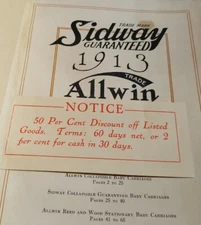 TRADE MARK
Sidway
GUARANTEED
1913
TRADE
Allwin
NOTICE
50 Per Cent Discount off Listed
Goods. Terms: 60 days net, or 2
per cent for cash in 30 days.
ALLWIN COLLAPSIBLE BABY CARRIAGES
PAGES 2 TO 25
SIDWAY COLLAPSIBLE GUARANTEED BABY CARRIAGES
PAGES 28 TO 40
ALLWIN REED AND WOOD STATIONARY BABY CARRIAGES
PAGES 41 TO 68